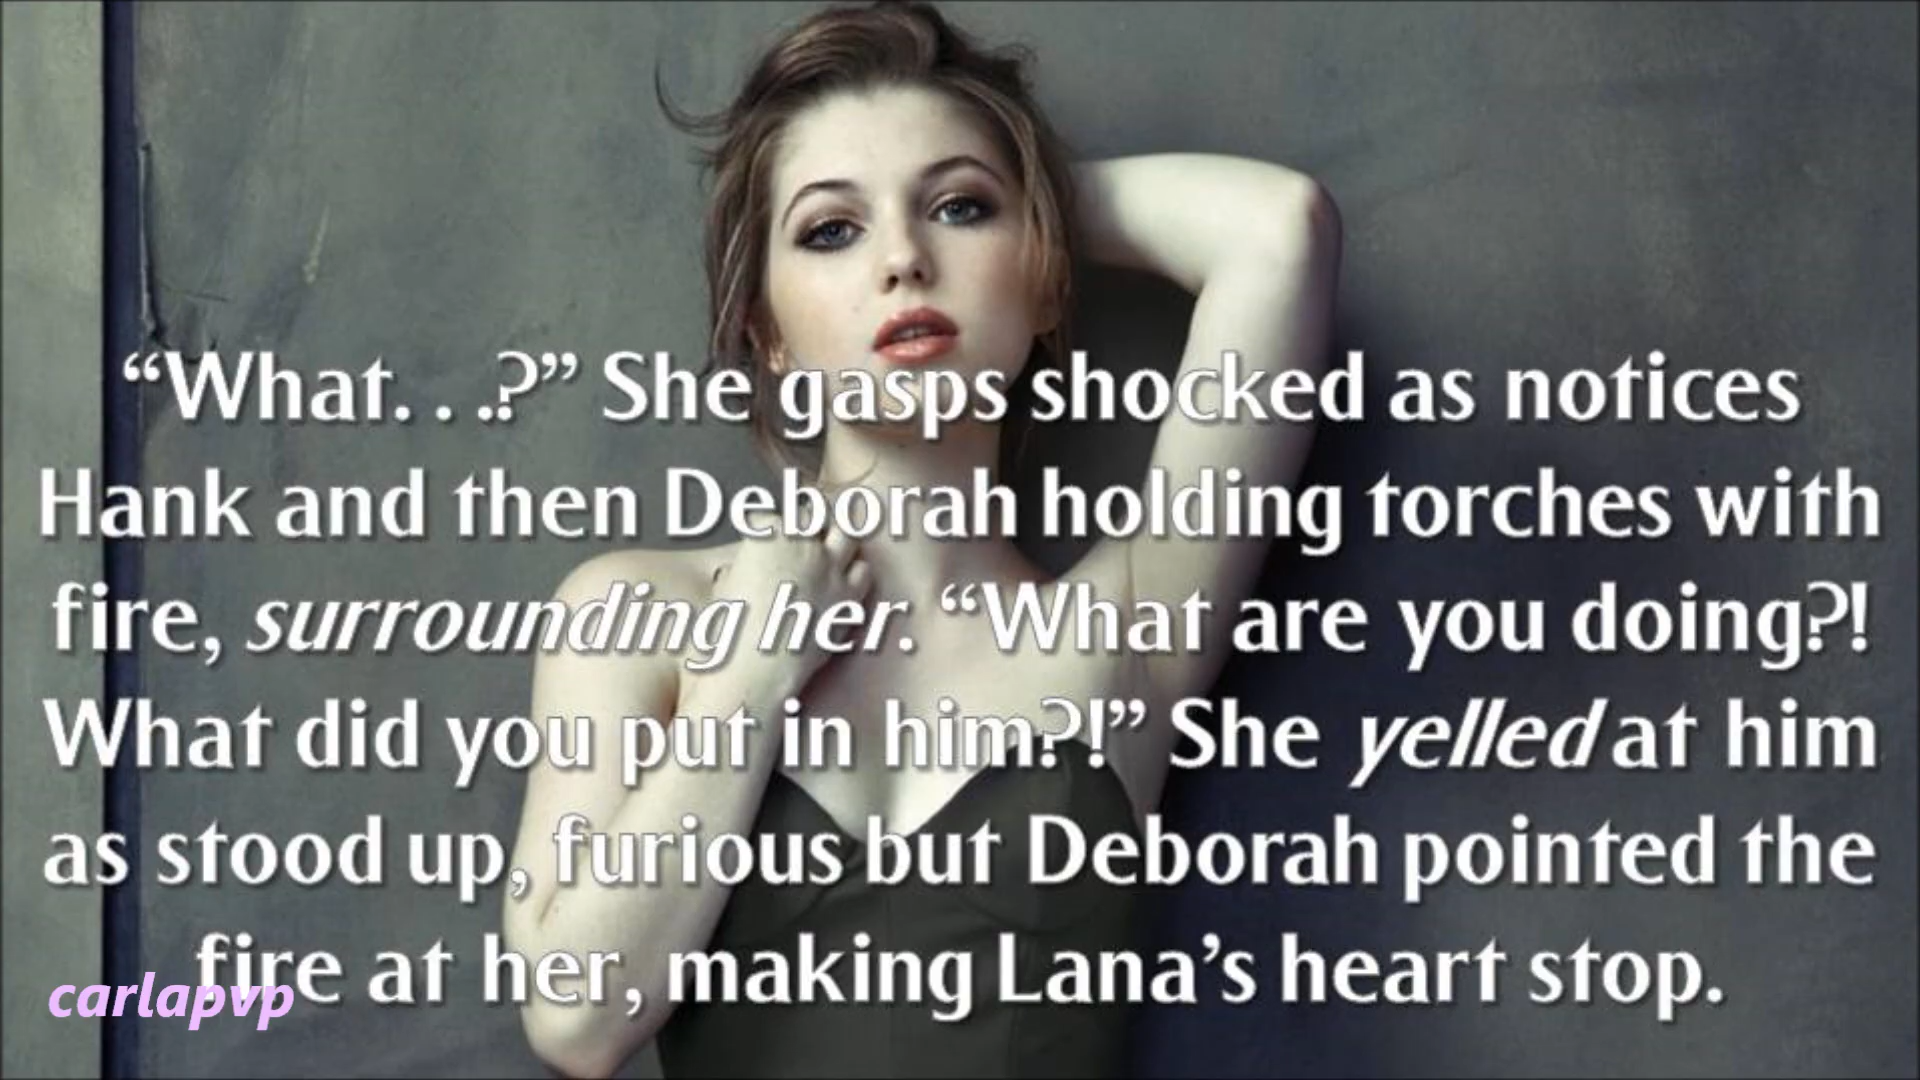 “What. . .?” She gasps shocked as notices
Hank and then Deborah holding torches with
fire, surrounding her. “What are you doing?!
What did you put in him?!” She yelled at him
as stood up, furious but Deborah pointed the
fire at her, making Lana’s heart stop.
carlapvp